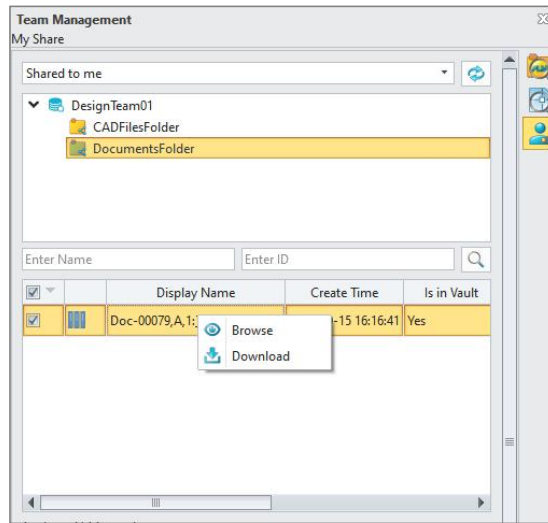 Team Management
My Share
Shared to me
DesignTeam01
CADFilesFolder
DocumentsFolder
Enter Name Enter ID
Display Name Create Time Is in Vault
Doc-00079,A,1: -15 16:16:41 Yes
Browse
Download